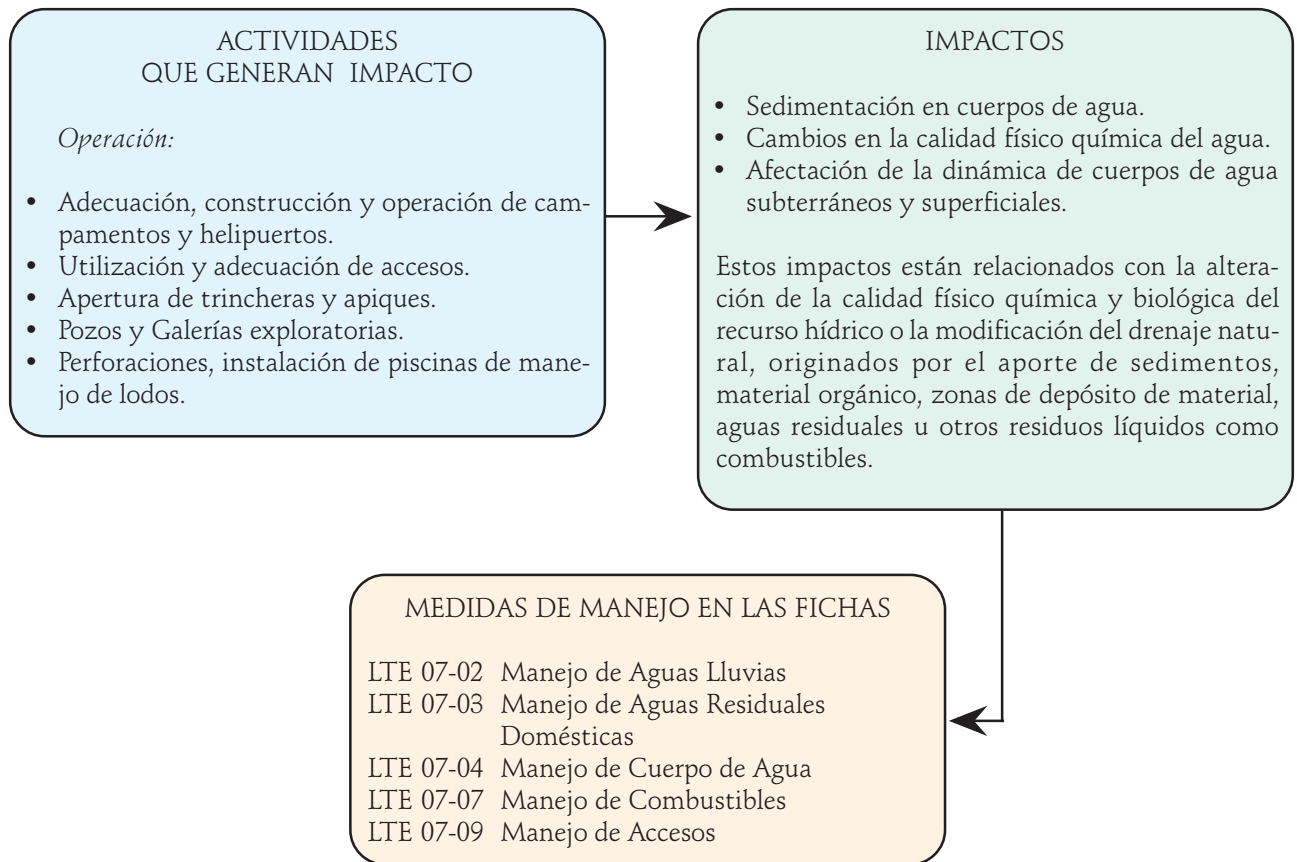 ACTIVIDADES
QUE GENERAN IMPACTO
Operación:
• Adecuación, construcción y operación de cam-
pamentos y helipuertos.
• Utilización y adecuación de accesos.
• Apertura de trincheras y apiques.
• Pozos y Galerías exploratorias.
• Perforaciones, instalación de piscinas de mane-
jo de lodos.
IMPACTOS
• Sedimentación en cuerpos de agua.
• Cambios en la calidad físico química del agua.
• Afectación de la dinámica de cuerpos de agua
subterráneos y superficiales.
Estos impactos están relacionados con la altera-
ción de la calidad físico química y biológica del
recurso hídrico o la modificación del drenaje natu-
ral, originados por el aporte de sedimentos,
material orgánico, zonas de depósito de material,
aguas residuales u otros residuos líquidos como
combustibles.
MEDIDAS DE MANEJO EN LAS FICHAS
LTE 07-02 Manejo de Aguas Lluvias
LTE 07-03 Manejo de Aguas Residuales
Domésticas
LTE 07-04 Manejo de Cuerpo de Agua
LTE 07-07 Manejo de Combustibles
LTE 07-09 Manejo de Accesos